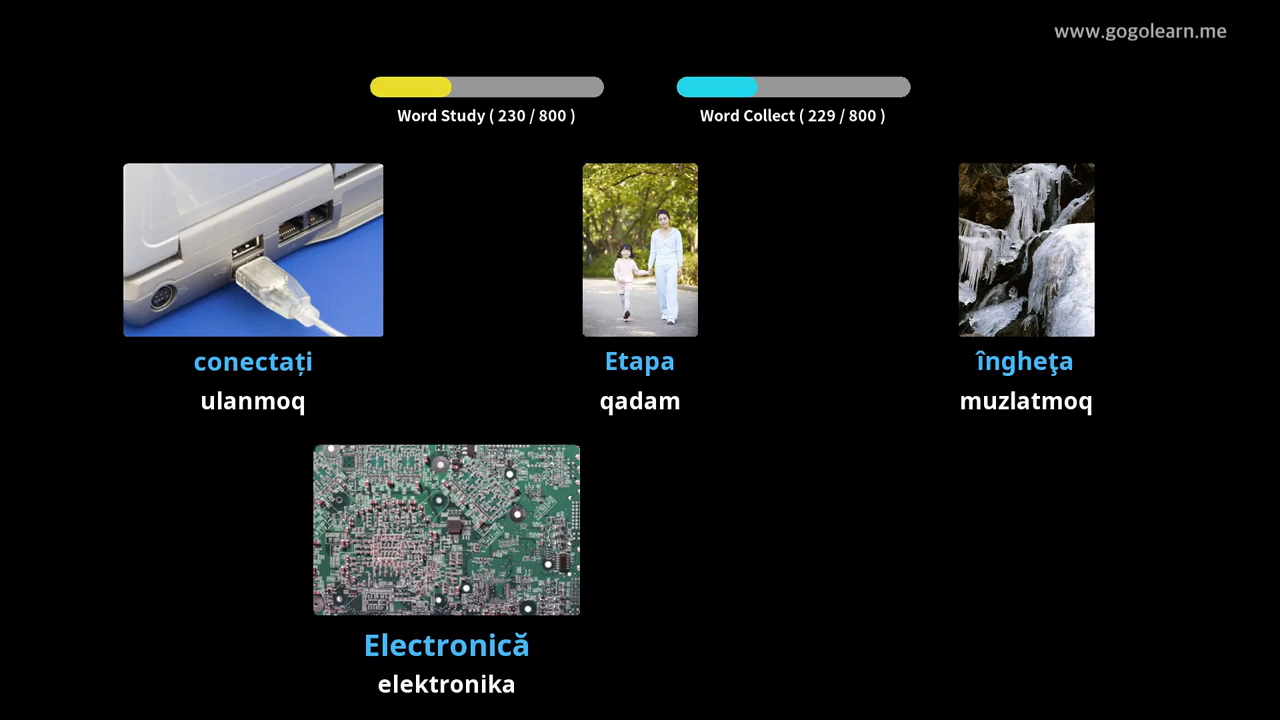 www.gogolearn.me
Word Study ( 230 / 800 )
Word Collect ( 229 / 800 )
conectați
ulanmoq
Etapa
qadam
îngheţa
muzlatmoq
Electronică
elektronika